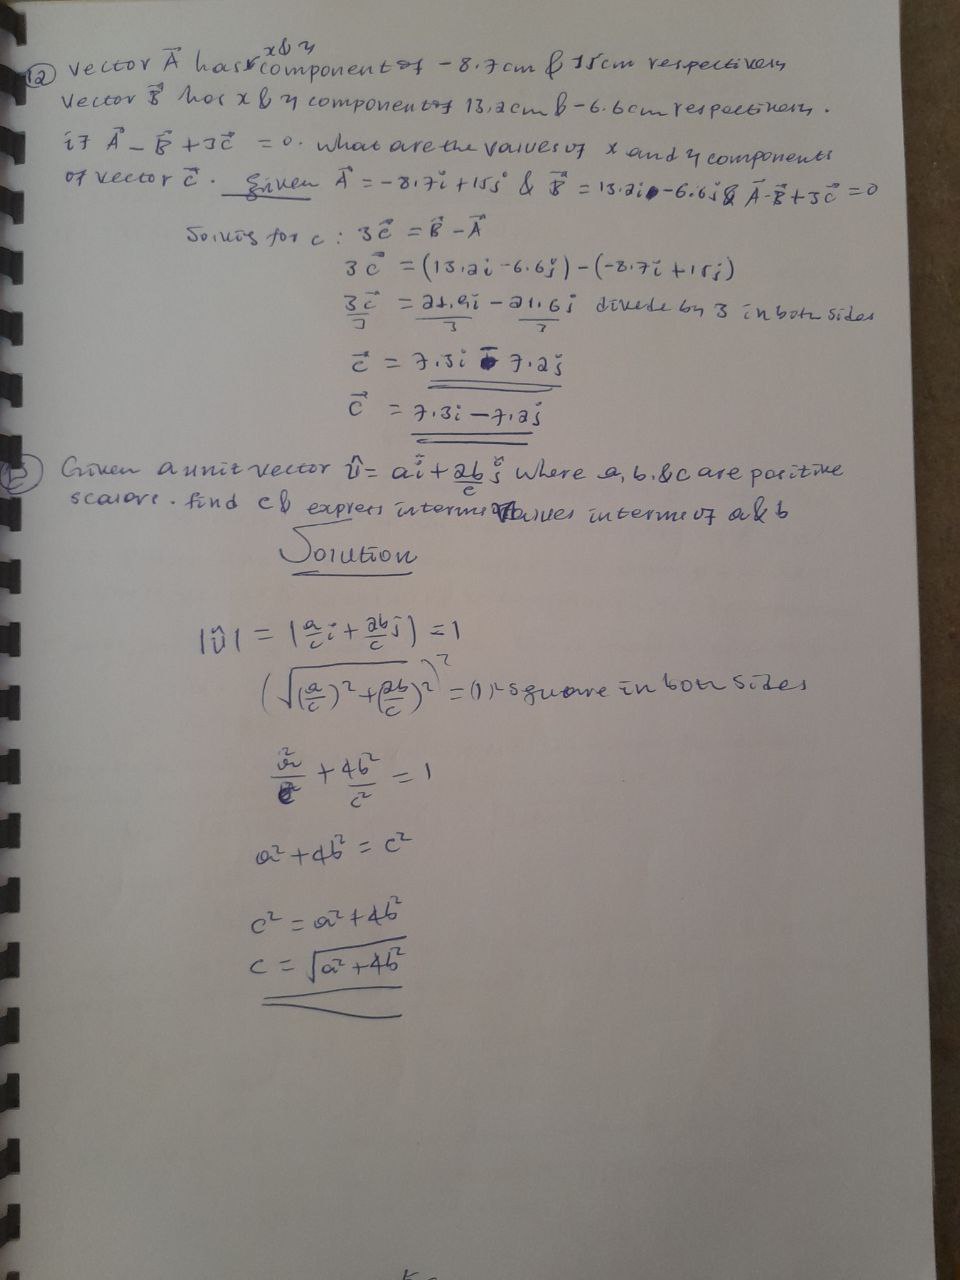 12) Vector A⃗ has x & y component of -8.7cm & 15cm respectively
Vector B⃗ has x & y component of 13.2cm & -6.6cm respectively.
if A⃗ - B⃗ + 3C⃗ = 0. what are the values of x and y components
of vector C⃗. Given A⃗ = -8.7i + 15j & B⃗ = 13.2i - 6.6j & A⃗-B⃗+3C⃗=0
Solving for c : 3C⃗ = B⃗ - A⃗
3C⃗ = (13.2i - 6.6j) - (-8.7i + 15j)
3C⃗/3 = 21.9i/3 - 21.6j/3 divide by 3 in both sides
C⃗ = 7.3i - 7.2j
C⃗ = 7.3i - 7.2j
Given a unit vector û = ai + 2b/c j where a, b, & c are positive
scalars. find c & express interms values interms of a & b
Solution
|û| = |a/c i + 2b/c j| = 1
(√((a/c)² + (2b/c)²))² = (1)² square in both sides
a²/c² + 4b²/c² = 1
a² + 4b² = c²
c² = a² + 4b²
c = √(a² + 4b²)